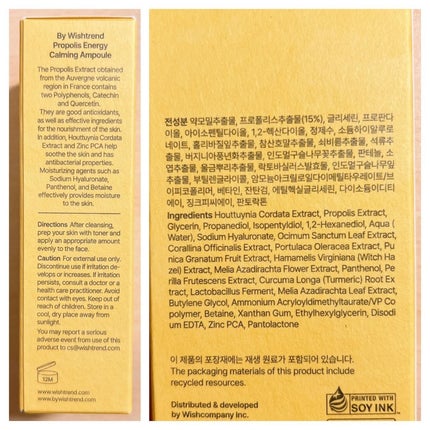 By Wishtrend
Propolis Energy
Calming Ampoule
The Propolis Extract obtained
from the Auvergne volcanic
region in France contains
two Polyphenols, Catechin
and Quercetin.
They are good antioxidants,
as well as effective ingredients
for the nourishment of the skin.
In addition, Houttuynia Cordata
Extract and Zinc PCA help
soothe the skin and has
antibacterial properties.
Moisturizing agents such as
Sodium Hyaluronate,
Panthenol, and Betaine
effectively provides moisture
to the skin.
Directions After cleansing,
prep your skin with toner and
apply an appropriate amount
evenly to the face.
Caution For external use only.
Discontinue use if irritation de-
velops or increases. If irritation
persists, consult a doctor or a
health care practitioner. Avoid
contact with eyes. Keep out of
reach of children. Store in a
cool, dry place away from
sunlight.
You may report a serious
adverse event from use of this
product to cs@wishtrend.com
12M
www.wishtrend.com
www.bywishtrend.com
전성분 약모밀추출물, 프로폴리스추출물(15%), 글리세린, 프로판다
이올, 아이소펜틸다이올, 1,2-헥산다이올, 정제수, 소듐하이알루로
네이트, 흑림바질잎추출물, 참산호말추출물, 쇠비름추출물, 석류추
출물, 버지니아풍년화추출물, 인도멀구슬나무꽃추출물, 판테놀, 소
엽추출물, 강황뿌리추출물, 락토바실러스발효물, 인도멀구슬나무잎
추출물, 부틸렌글라이콜, 암모늄아크릴로일다이메틸타우레이트/브
이피코폴리머, 베타인, 잔탄검, 에틸헥실글리세린, 다이소듐이디티
에이, 징크피씨에이, 판토락톤
Ingredients Houttuynia Cordata Extract, Propolis Extract,
Glycerin, Propanediol, Isopentyldiol, 1,2-Hexanediol, Aqua (
Water), Sodium Hyaluronate, Ocimum Sanctum Leaf Extract,
Corallina Officinalis Extract, Portulaca Oleracea Extract, Pu
nica Granatum Fruit Extract, Hamamelis Virginiana (Witch Ha
zel) Extract, Melia Azadirachta Flower Extract, Panthenol, Pe
rilla Frutescens Extract, Curcuma Longa (Turmeric) Root Ex
tract, Lactobacillus Ferment, Melia Azadirachta Leaf Extract,
Butylene Glycol, Ammonium Acryloyldimethyltaurate/VP Co
polymer, Betaine, Xanthan Gum, Ethylhexylglycerin, Disodi
um EDTA, Zinc PCA, Pantolactone
이 제품의 포장재에는 재생 원료가 포함되어 있습니다.
The packaging materials of this product include
recycled resources.
Distributed & developed
by Wishcompany Inc.
PRINTED WITH
SOY INK